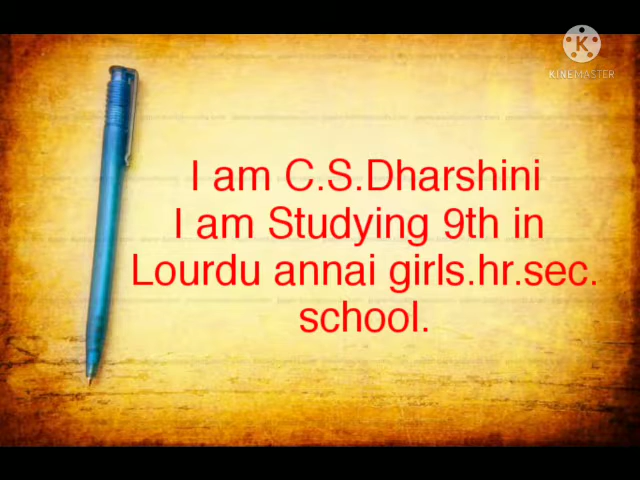 KINEMASTER
I am C.S.Dharshini
I am Studying 9th in
Lourdu annai girls.hr.sec.
school.